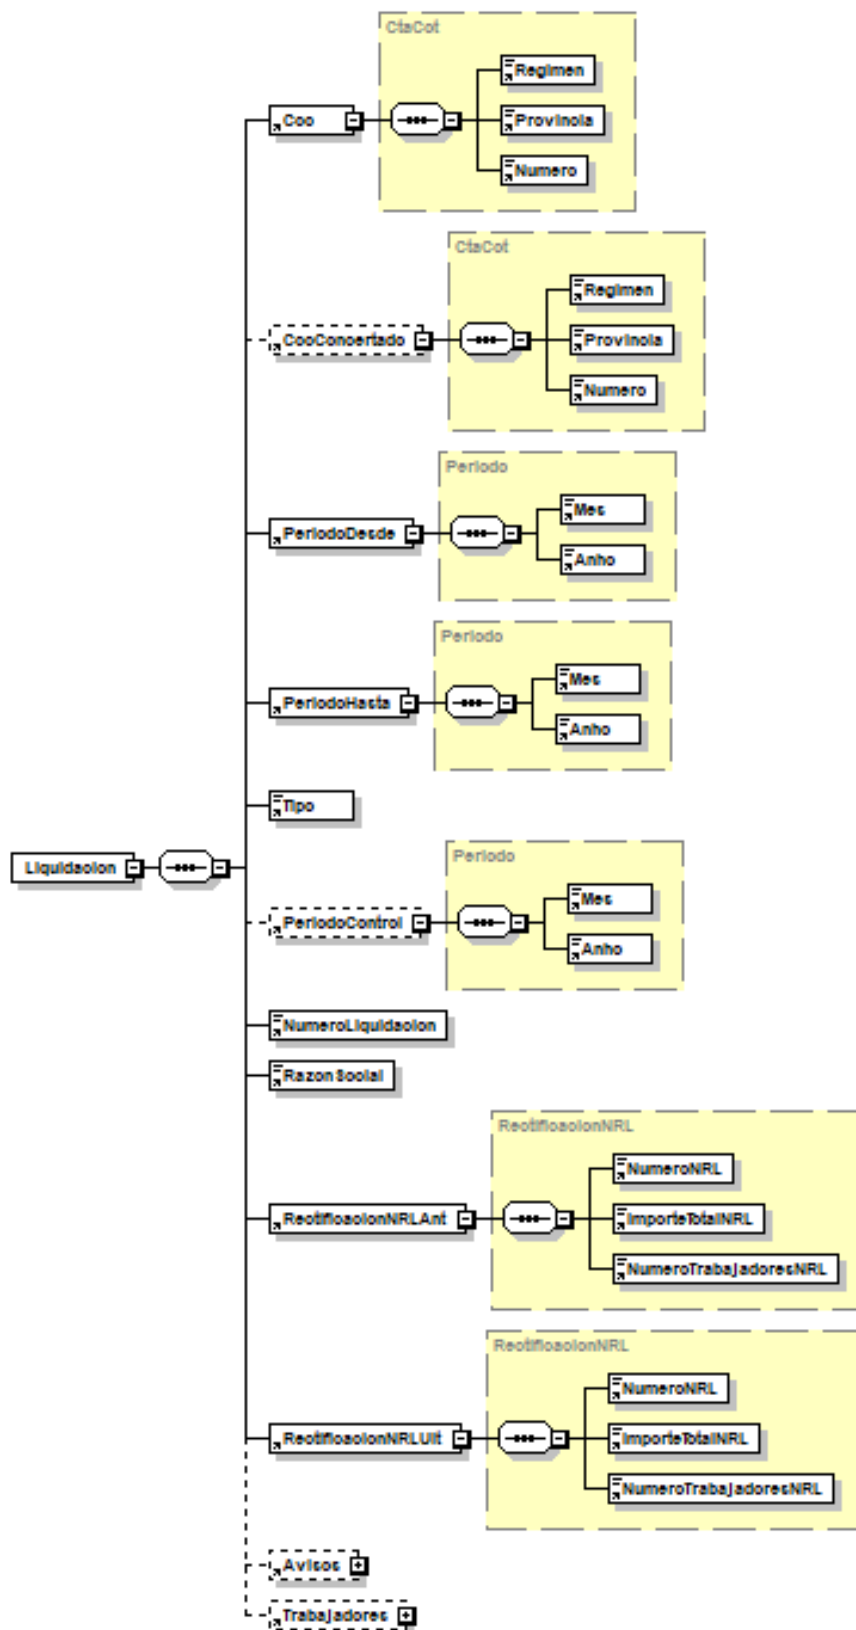 CtaCot
Regimen
Ccc
Provincia
Numero
CtaCot
Regimen
CccConcertado
Provincia
Numero
Periodo
Mes
PeriodoDesde
Anho
Periodo
Mes
PeriodoHasta
Anho
Tipo
Periodo
Liquidacion
Mes
PeriodoControl
Anho
NumeroLiquidacion
RazonSocial
RectificacionNRL
NumeroNRL
RectificacionNRLAnt
ImporteTotalNRL
NumeroTrabajadoresNRL
RectificacionNRL
NumeroNRL
RectificacionNRLUlt
ImporteTotalNRL
NumeroTrabajadoresNRL
Avisos
Trabajadores